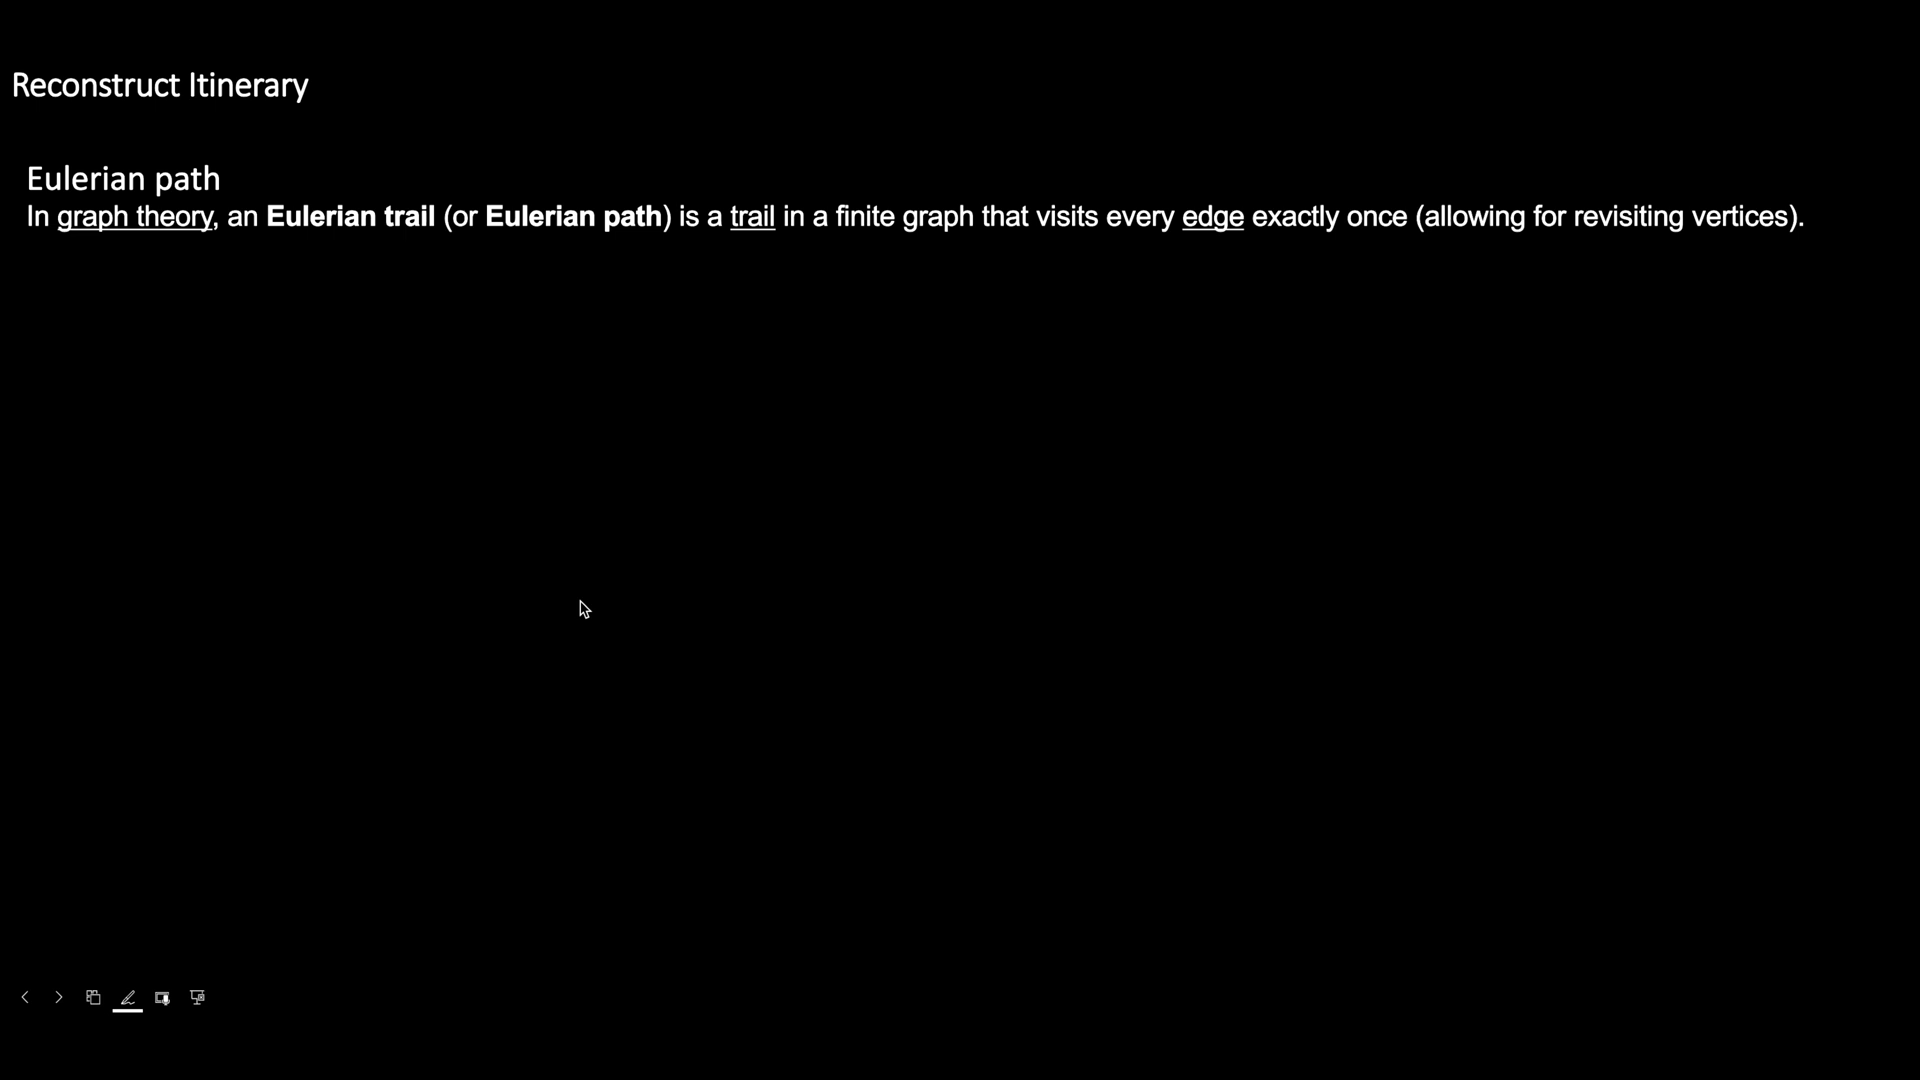 Reconstruct Itinerary
Eulerian path
In graph theory, an Eulerian trail (or Eulerian path) is a trail in a finite graph that visits every edge exactly once (allowing for revisiting vertices).